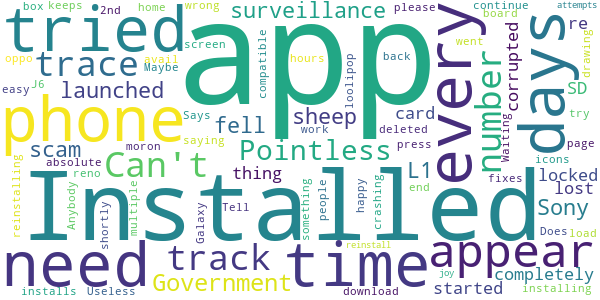 box keeps 2nd home wrong surveillance continue attempts
oppo tried screen Maybe avail app compatible hours please back board
trace J6 easy launched lollipop went re icons drawing
phone Says fell sheep card every number corrupted days SD
scam moron saying work deleted press try
reinstalling Can't Pointless Waiting page
absolute reno thing L1 end fixes locked
Anybody multiple Installed something people happy crashing lost
shortly Galaxy Tell Sony
need track time appear Does load
Government reinstall started completely
installs Useless download joy installing